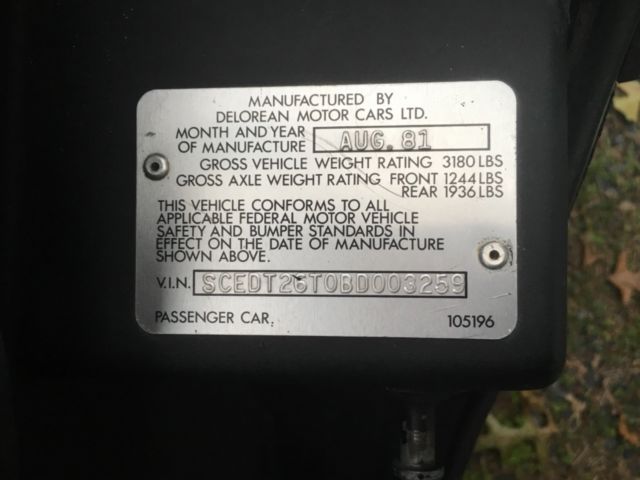 MANUFACTURED BY
DELOREAN MOTOR CARS LTD.
MONTH AND YEAR
OF MANUFACTURE AUG. 81
GROSS VEHICLE WEIGHT RATING 3180 LBS
GROSS AXLE WEIGHT RATING FRONT 1244 LBS
REAR 1936 LBS
THIS VEHICLE CONFORMS TO ALL
APPLICABLE FEDERAL MOTOR VEHICLE
SAFETY AND BUMPER STANDARDS IN
EFFECT ON THE DATE OF MANUFACTURE
SHOWN ABOVE.
V.I.N. SCEDT26T0BD003259
PASSENGER CAR. 105196